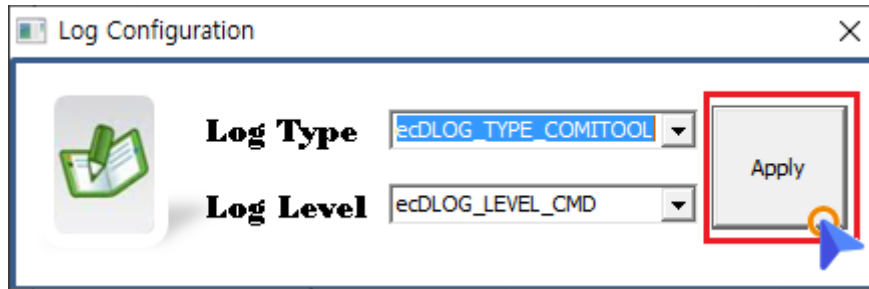 Log Configuration
Log Type
ecDLOG_TYPE_COMITOOL
Log Level
ecDLOG_LEVEL_CMD
Apply